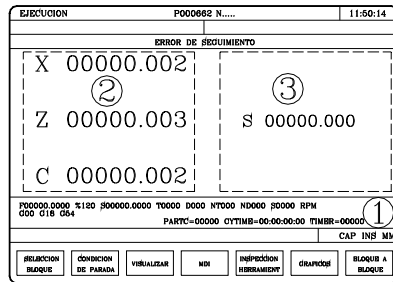 EJECUCION P000662 N..... 11:50:14
ERROR DE SEGUIMIENTO
X 00000.002
2 3
Z 00000.003 S 00000.000
C 00000.002
F00000.0000 %120 S00000.0000 T0000 D000 NT000 ND000 S0000 RPM
G00 G18 G54
PARTC=00000 CYTIME=00:00:00:00 TIMER=00000 1
CAP INS MM
SELECCION BLOQUE
CONDICION DE PARADA
VISUALIZAR
MDI
INSPECCION HERRAMIENT
GRAFICOS
BLOQUE A BLOQUE